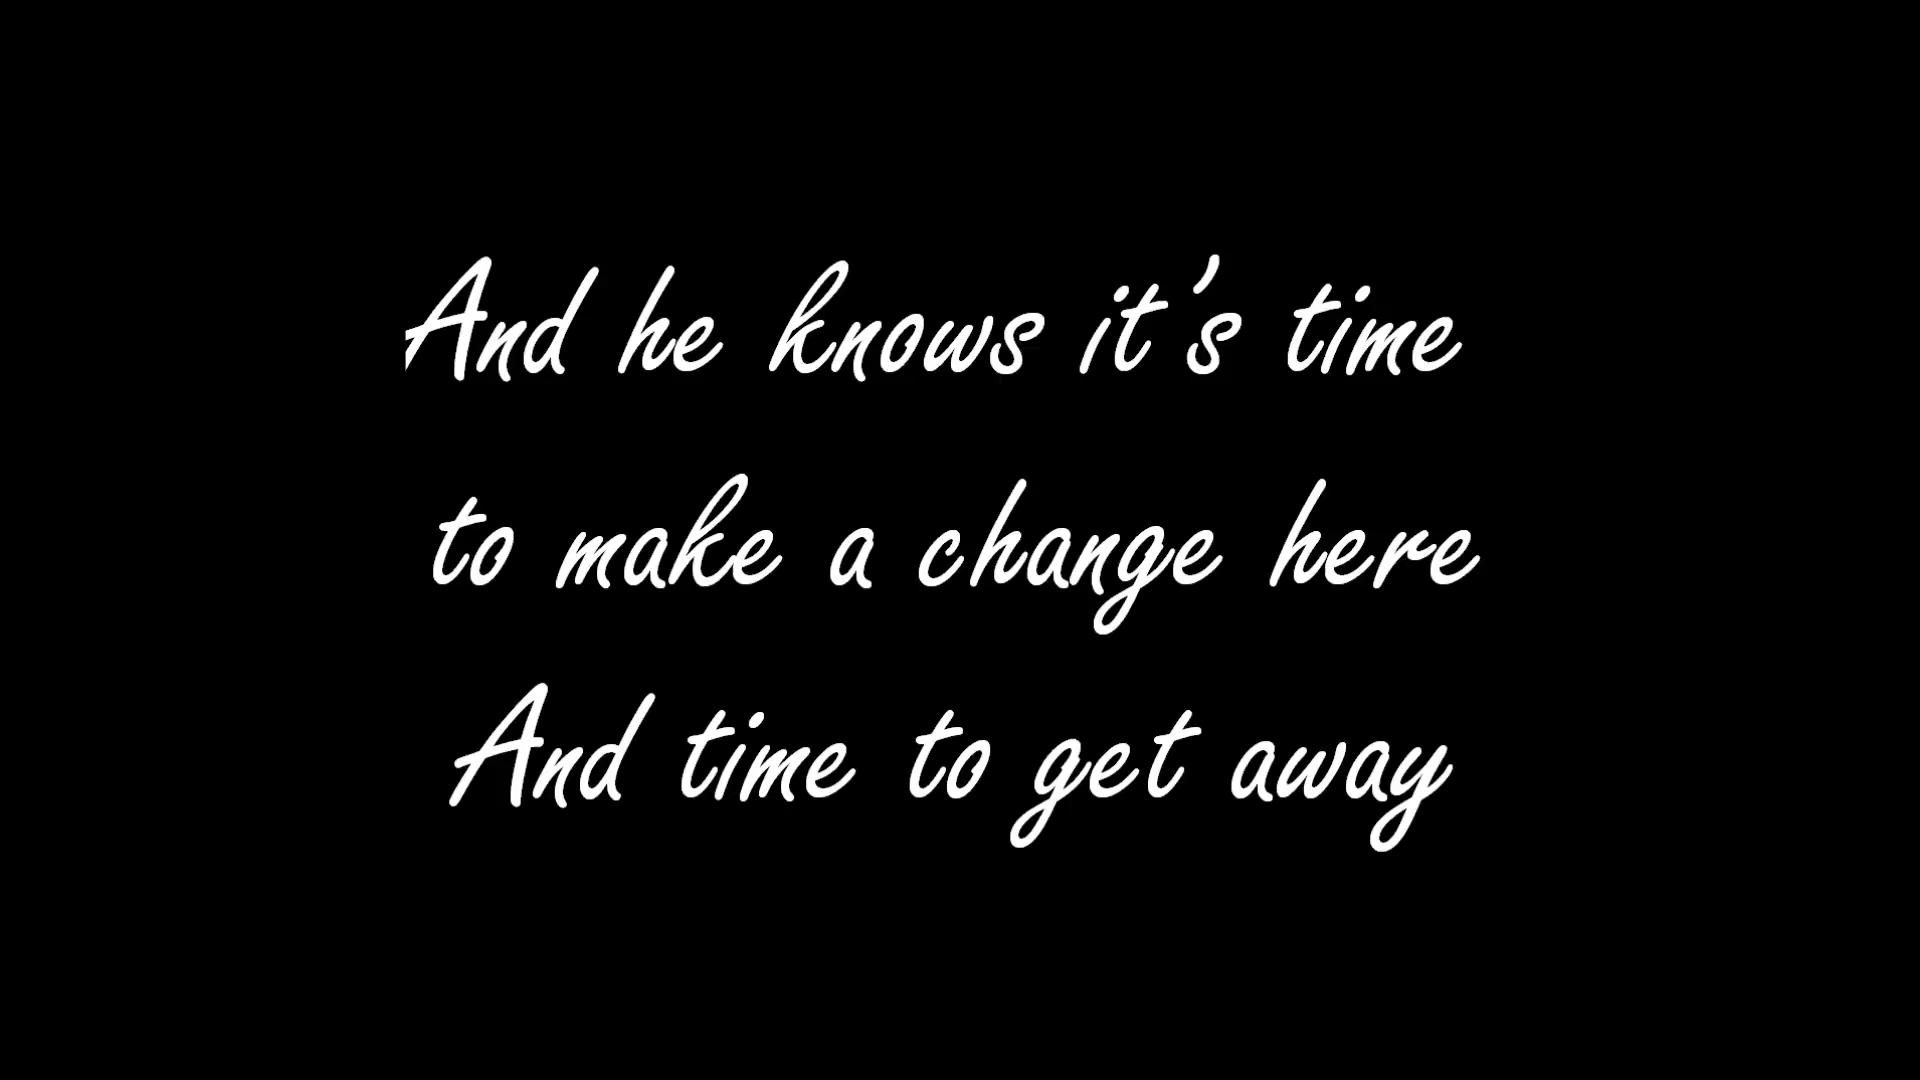 And he knows it's time
to make a change here
And time to get away